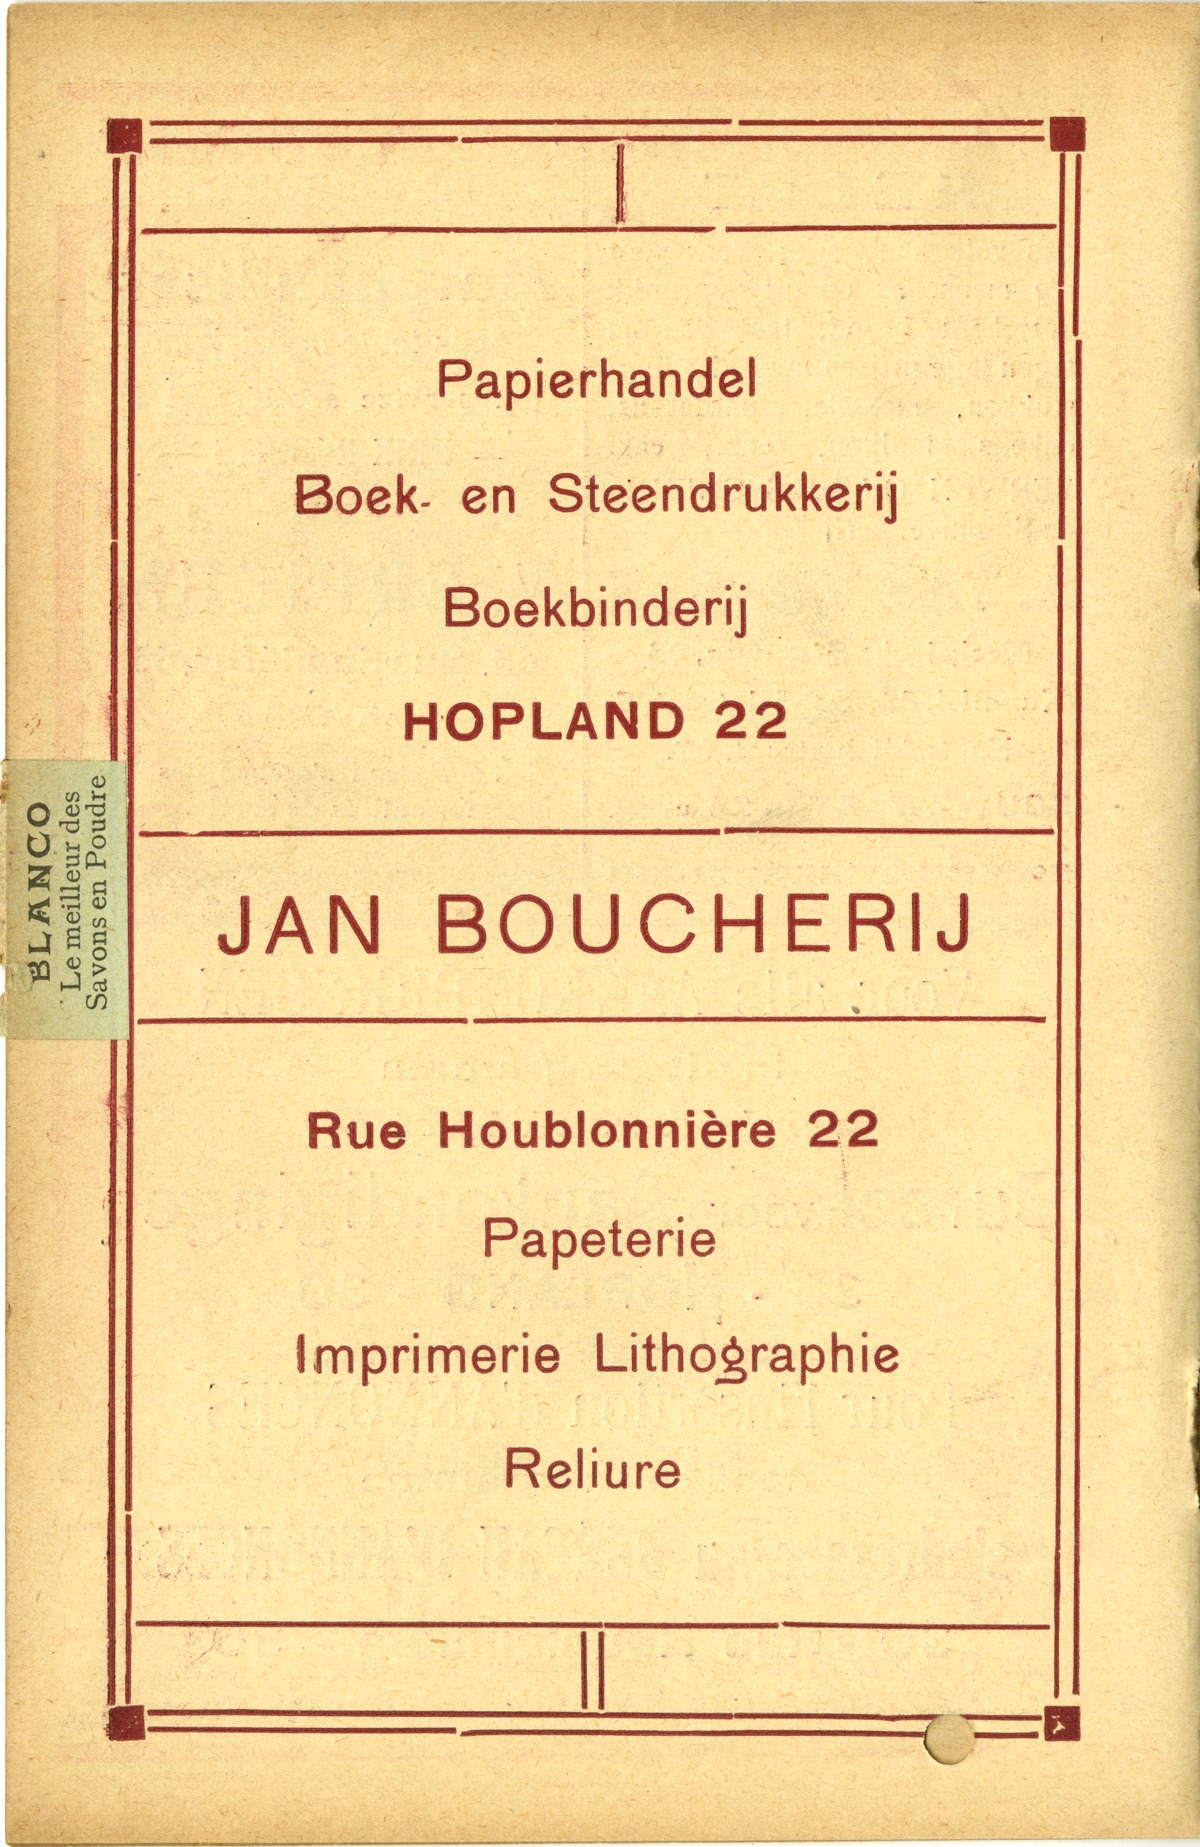 Papierhandel
Boek- en Steendrukkerij
Boekbinderij
HOPLAND 22
JAN BOUCHERIJ
Rue Houblonnière 22
Papeterie
Imprimerie Lithographie
Reliure
BLANCO
Le meilleur des
Savons en Poudre